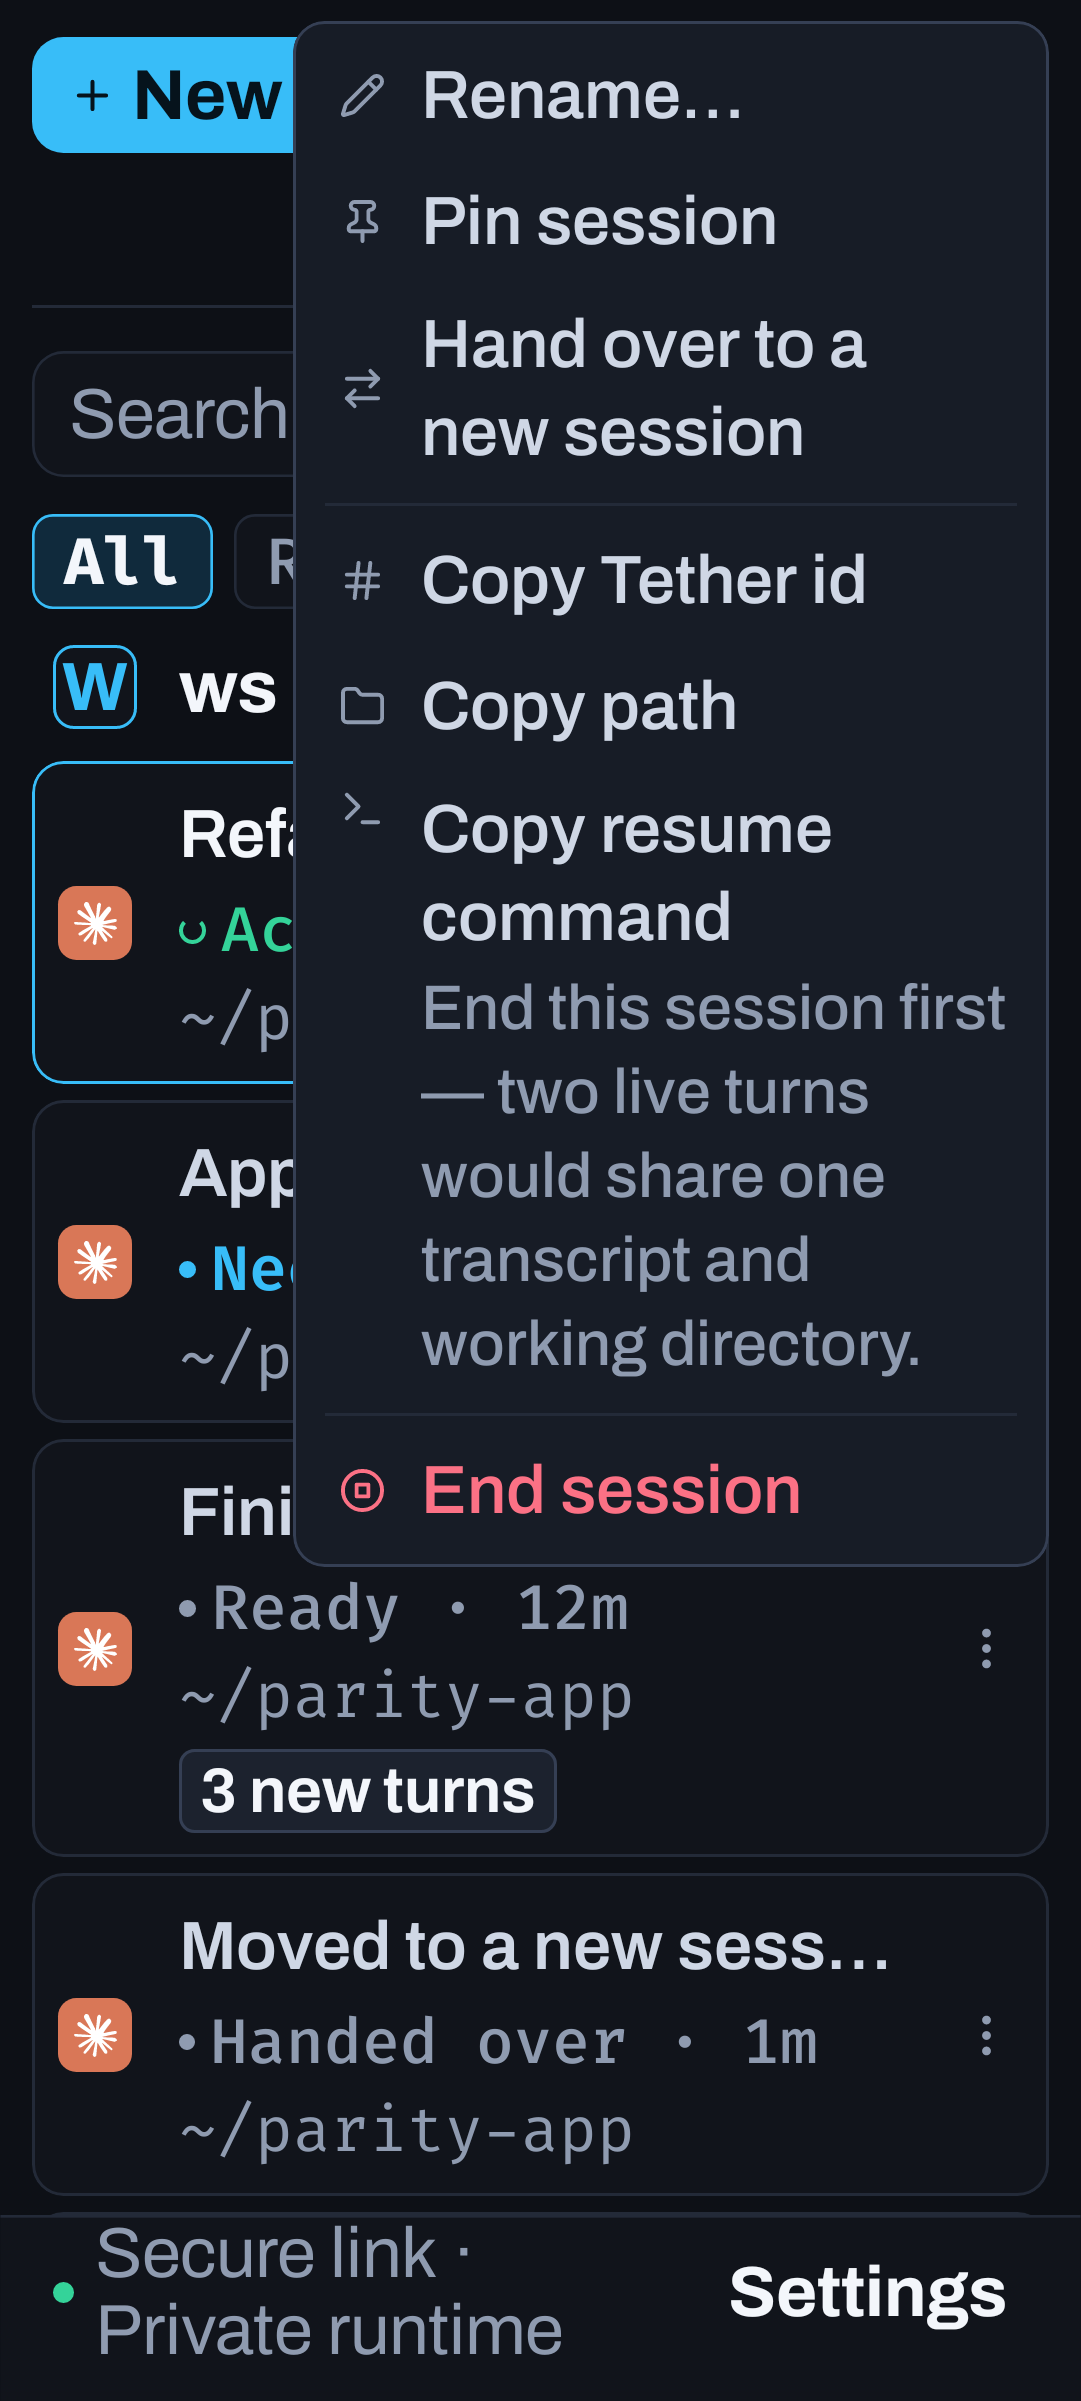 + New
Rename…
Pin session
Hand over to a
new session
Search
All
Copy Tether id
W ws
Copy path
Copy resume
command
End this session first
— two live turns
would share one
transcript and
working directory.
End session
• Ready · 12m
~/parity-app
3 new turns
Moved to a new sess…
• Handed over · 1m
~/parity-app
Secure link ·
Private runtime
Settings